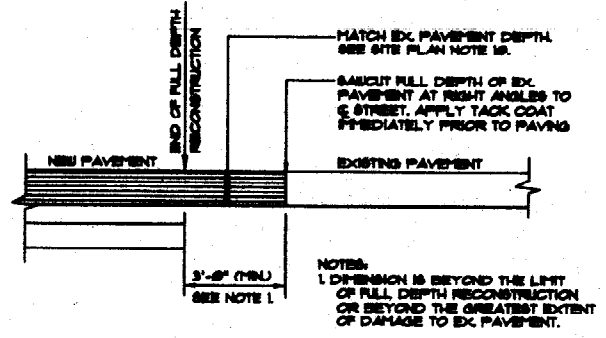 END OF FULL DEPTH
RECONSTRUCTION
MATCH EX. PAVEMENT DEPTH.
SEE SITE PLAN NOTE
SAWCUT FULL DEPTH OF EX.
PAVEMENT AT RIGHT ANGLES TO
℄ STREET. APPLY TACK COAT
IMMEDIATELY PRIOR TO PAVING
NEW PAVEMENT
EXISTING PAVEMENT
(MIN.)
SEE NOTE 1.
NOTES:
1. DIMENSION IS BEYOND THE LIMIT
OF FULL DEPTH RECONSTRUCTION
OR BEYOND THE GREATEST EXTENT
OF DAMAGE TO EX. PAVEMENT.